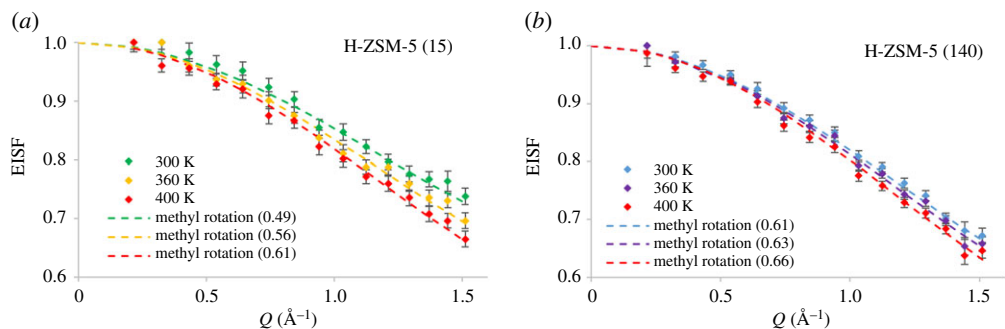 (a)
H-ZSM-5 (15)
EISF
1.0
0.9
0.8
0.7
0.6
300 K
360 K
400 K
methyl rotation (0.49)
methyl rotation (0.56)
methyl rotation (0.61)
0
0.5
1.0
1.5
Q (Å⁻¹)
(b)
H-ZSM-5 (140)
EISF
1.0
0.9
0.8
0.7
0.6
300 K
360 K
400 K
methyl rotation (0.61)
methyl rotation (0.63)
methyl rotation (0.66)
0
0.5
1.0
1.5
Q (Å⁻¹)